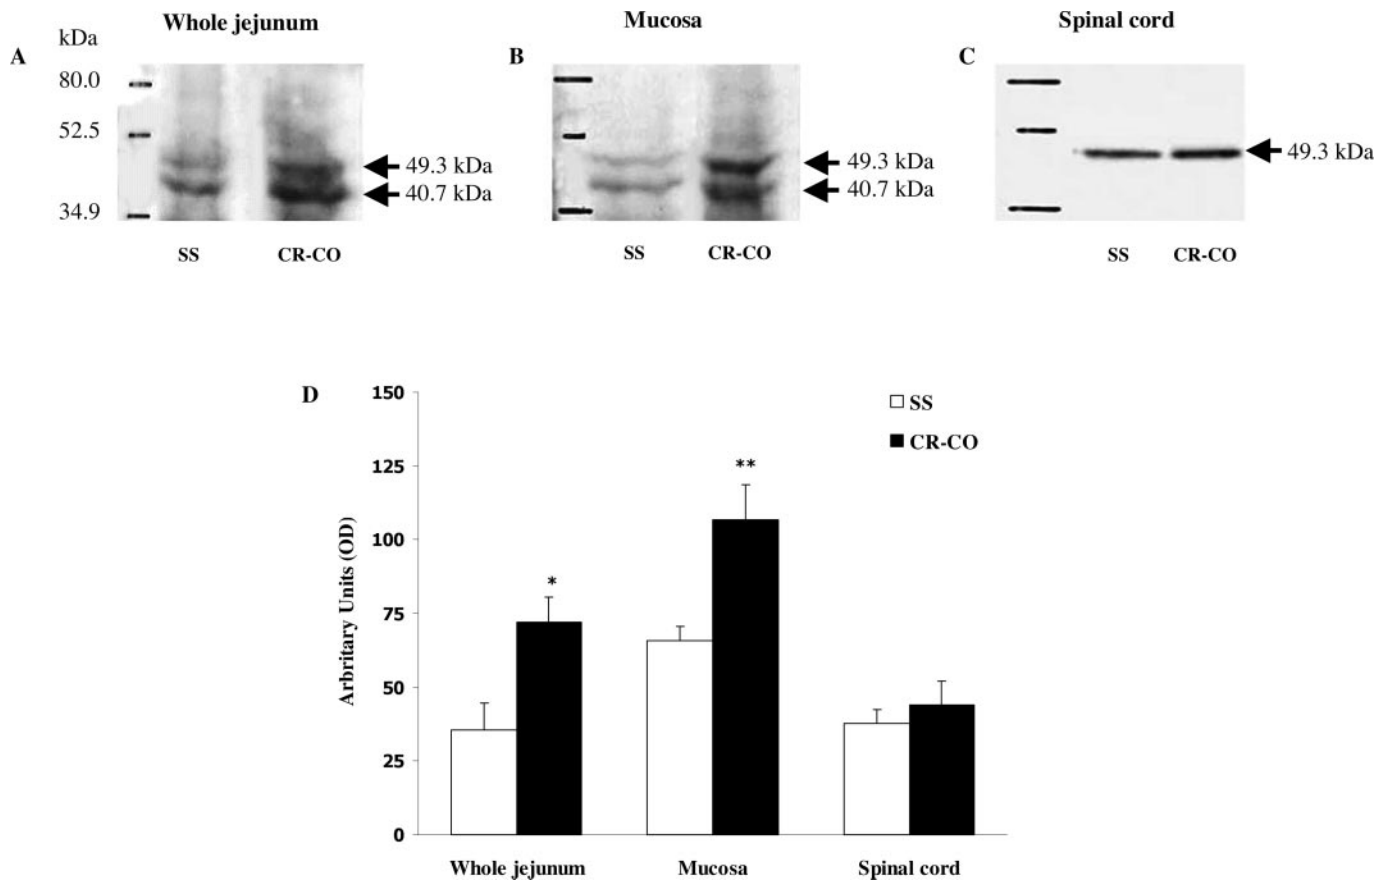 Whole jejunum
Mucosa
Spinal cord
A
kDa
80.0
52.5
34.9
49.3 kDa
40.7 kDa
SS
CR-CO
B
49.3 kDa
40.7 kDa
SS
CR-CO
C
49.3 kDa
SS
CR-CO
D
150
125
100
75
50
25
0
Arbritary Units (OD)
SS
CR-CO
*
**
Whole jejunum
Mucosa
Spinal cord